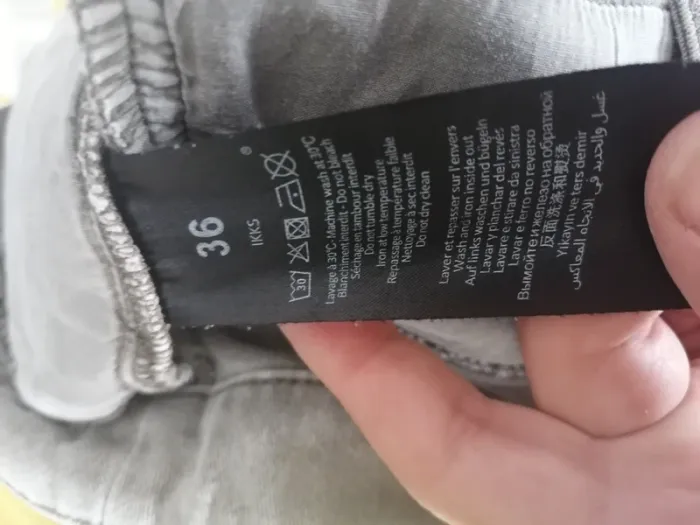 36
IKKS
30
Lavage à 30°C - Machine wash at 30°C
Blanchiment interdit - Do not bleach
Séchage en tambour interdit
Do not tumble dry
Iron at low temperature
Repassage à température faible
Nettoyage à sec interdit
Do not dry clean
Laver et repasser sur l'envers
Wash and iron inside out
Auf links waschen und bügeln
Lavar y planchar del revés
Lavare e stirare da sinistra
Lavar e ferro no reverso
Вымойте и железо на обратной
反面洗涤和熨烫
Yikayın ve ters demir
غسل والحديد في الاتجاه المعاكس